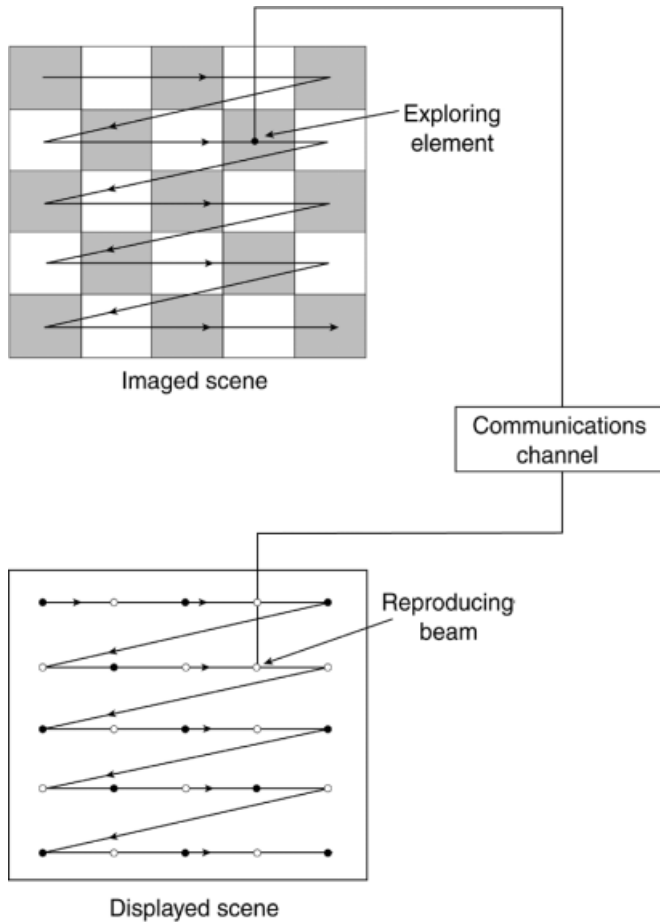 Exploring
element
Imaged scene
Communications
channel
Reproducing
beam
Displayed scene